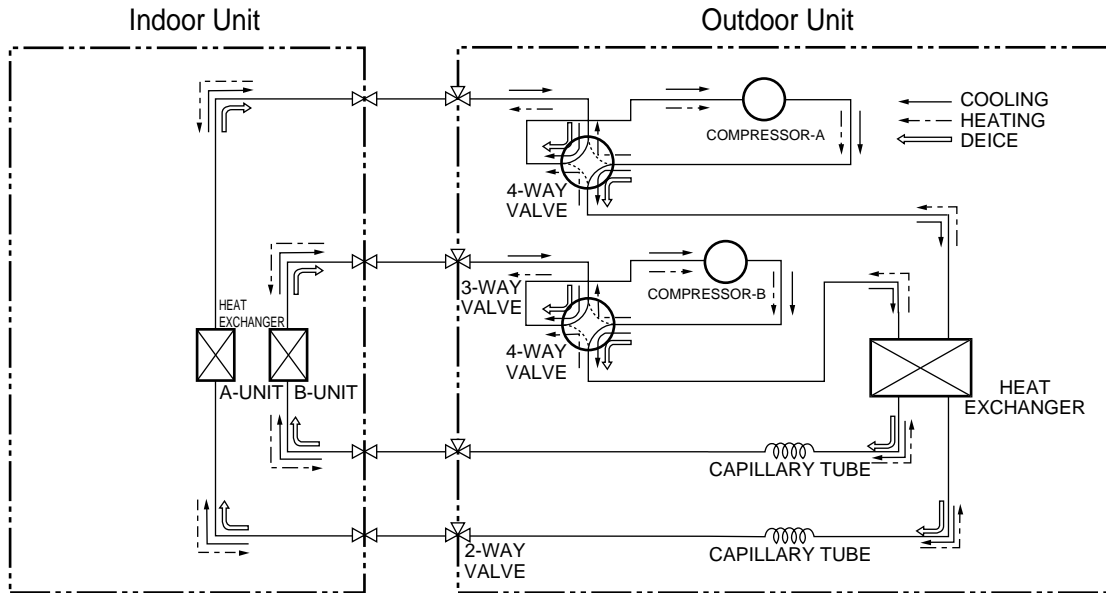 Indoor Unit
Outdoor Unit
COMPRESSOR-A
COOLING
HEATING
DEICE
4-WAY
VALVE
3-WAY
VALVE
COMPRESSOR-B
4-WAY
VALVE
HEAT
EXCHANGER
A-UNIT
B-UNIT
HEAT
EXCHANGER
CAPILLARY TUBE
2-WAY
VALVE
CAPILLARY TUBE